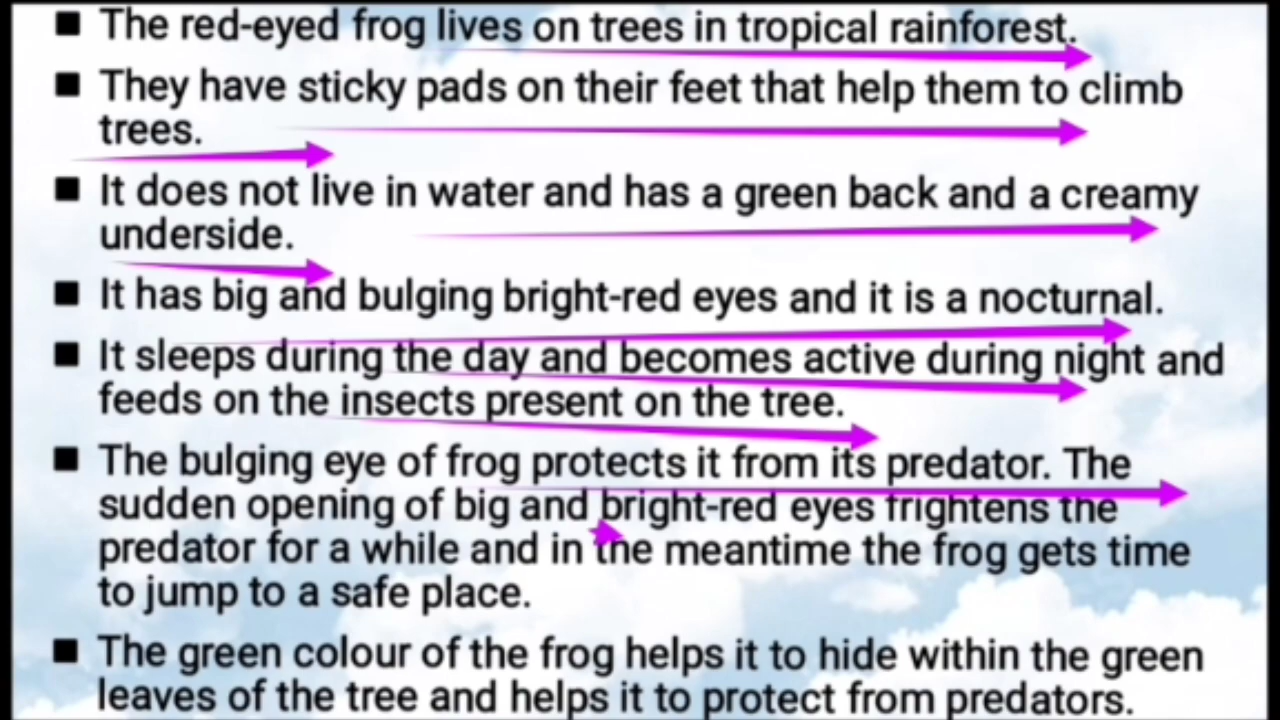 ■ The red-eyed frog lives on trees in tropical rainforest.
■ They have sticky pads on their feet that help them to climb
trees.
■ It does not live in water and has a green back and a creamy
underside.
■ It has big and bulging bright-red eyes and it is a nocturnal.
■ It sleeps during the day and becomes active during night and
feeds on the insects present on the tree.
■ The bulging eye of frog protects it from its predator. The
sudden opening of big and bright-red eyes frightens the
predator for a while and in the meantime the frog gets time
to jump to a safe place.
■ The green colour of the frog helps it to hide within the green
leaves of the tree and helps it to protect from predators.